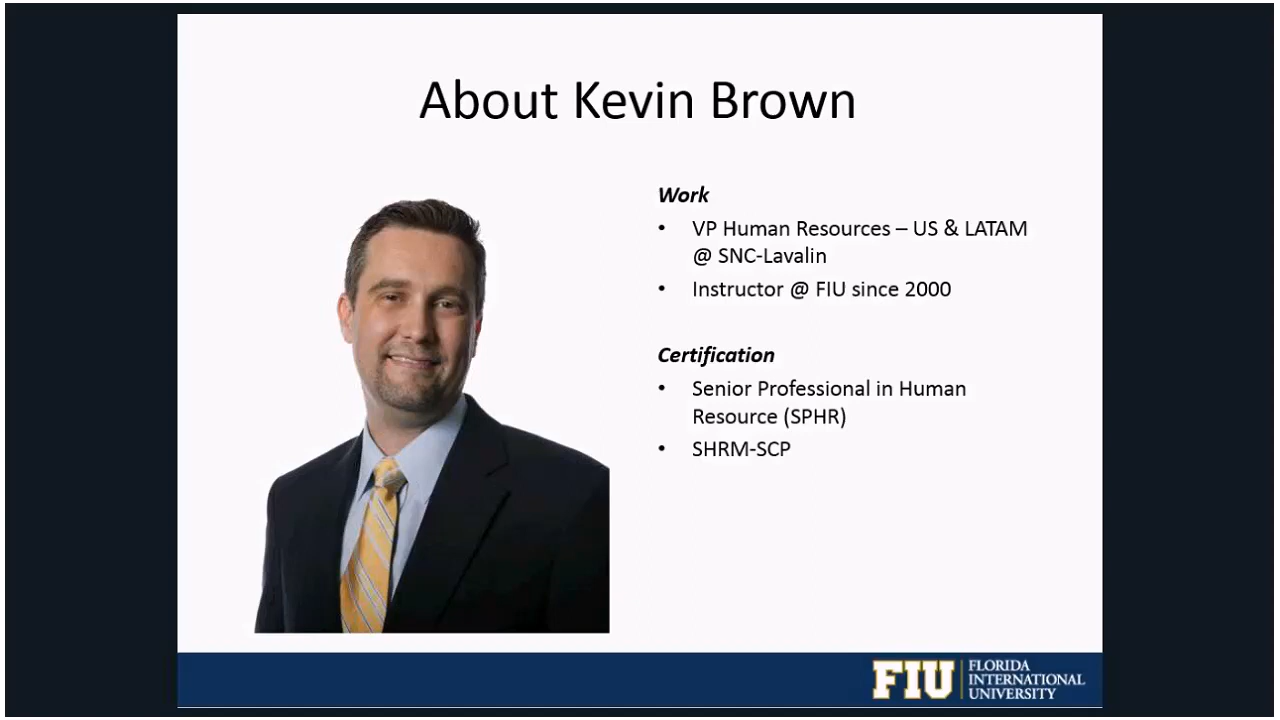 About Kevin Brown
Work
• VP Human Resources – US & LATAM
@ SNC-Lavalin
• Instructor @ FIU since 2000
Certification
• Senior Professional in Human
Resource (SPHR)
• SHRM-SCP
FIU
FLORIDA
INTERNATIONAL
UNIVERSITY